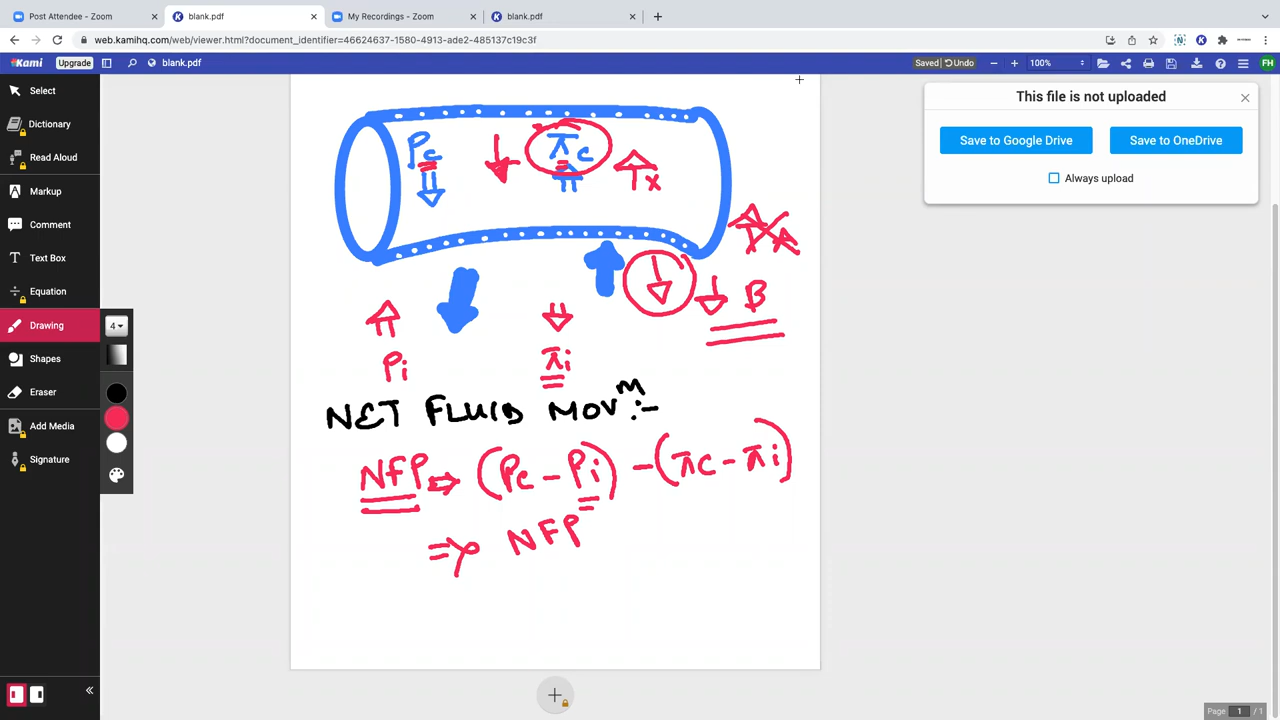 Post Attendee - Zoom
blank.pdf
My Recordings - Zoom
blank.pdf
web.kamihq.com/web/viewer.html?document_identifier=46624637-1580-4913-ade2-485137c19c3f
Kami
Upgrade
blank.pdf
Saved
Undo
100%
FH
Select
Dictionary
Read Aloud
Markup
Comment
Text Box
Equation
Drawing
Shapes
Eraser
Add Media
Signature
4
This file is not uploaded
Save to Google Drive
Save to OneDrive
Always upload
Pc
πc
x
B
Pi
πi
NET FLUID MOVᴹ :-
NFP ⇒ (Pc - Pi) - (πc - πi)
⇒ NFP
Page 1 / 1